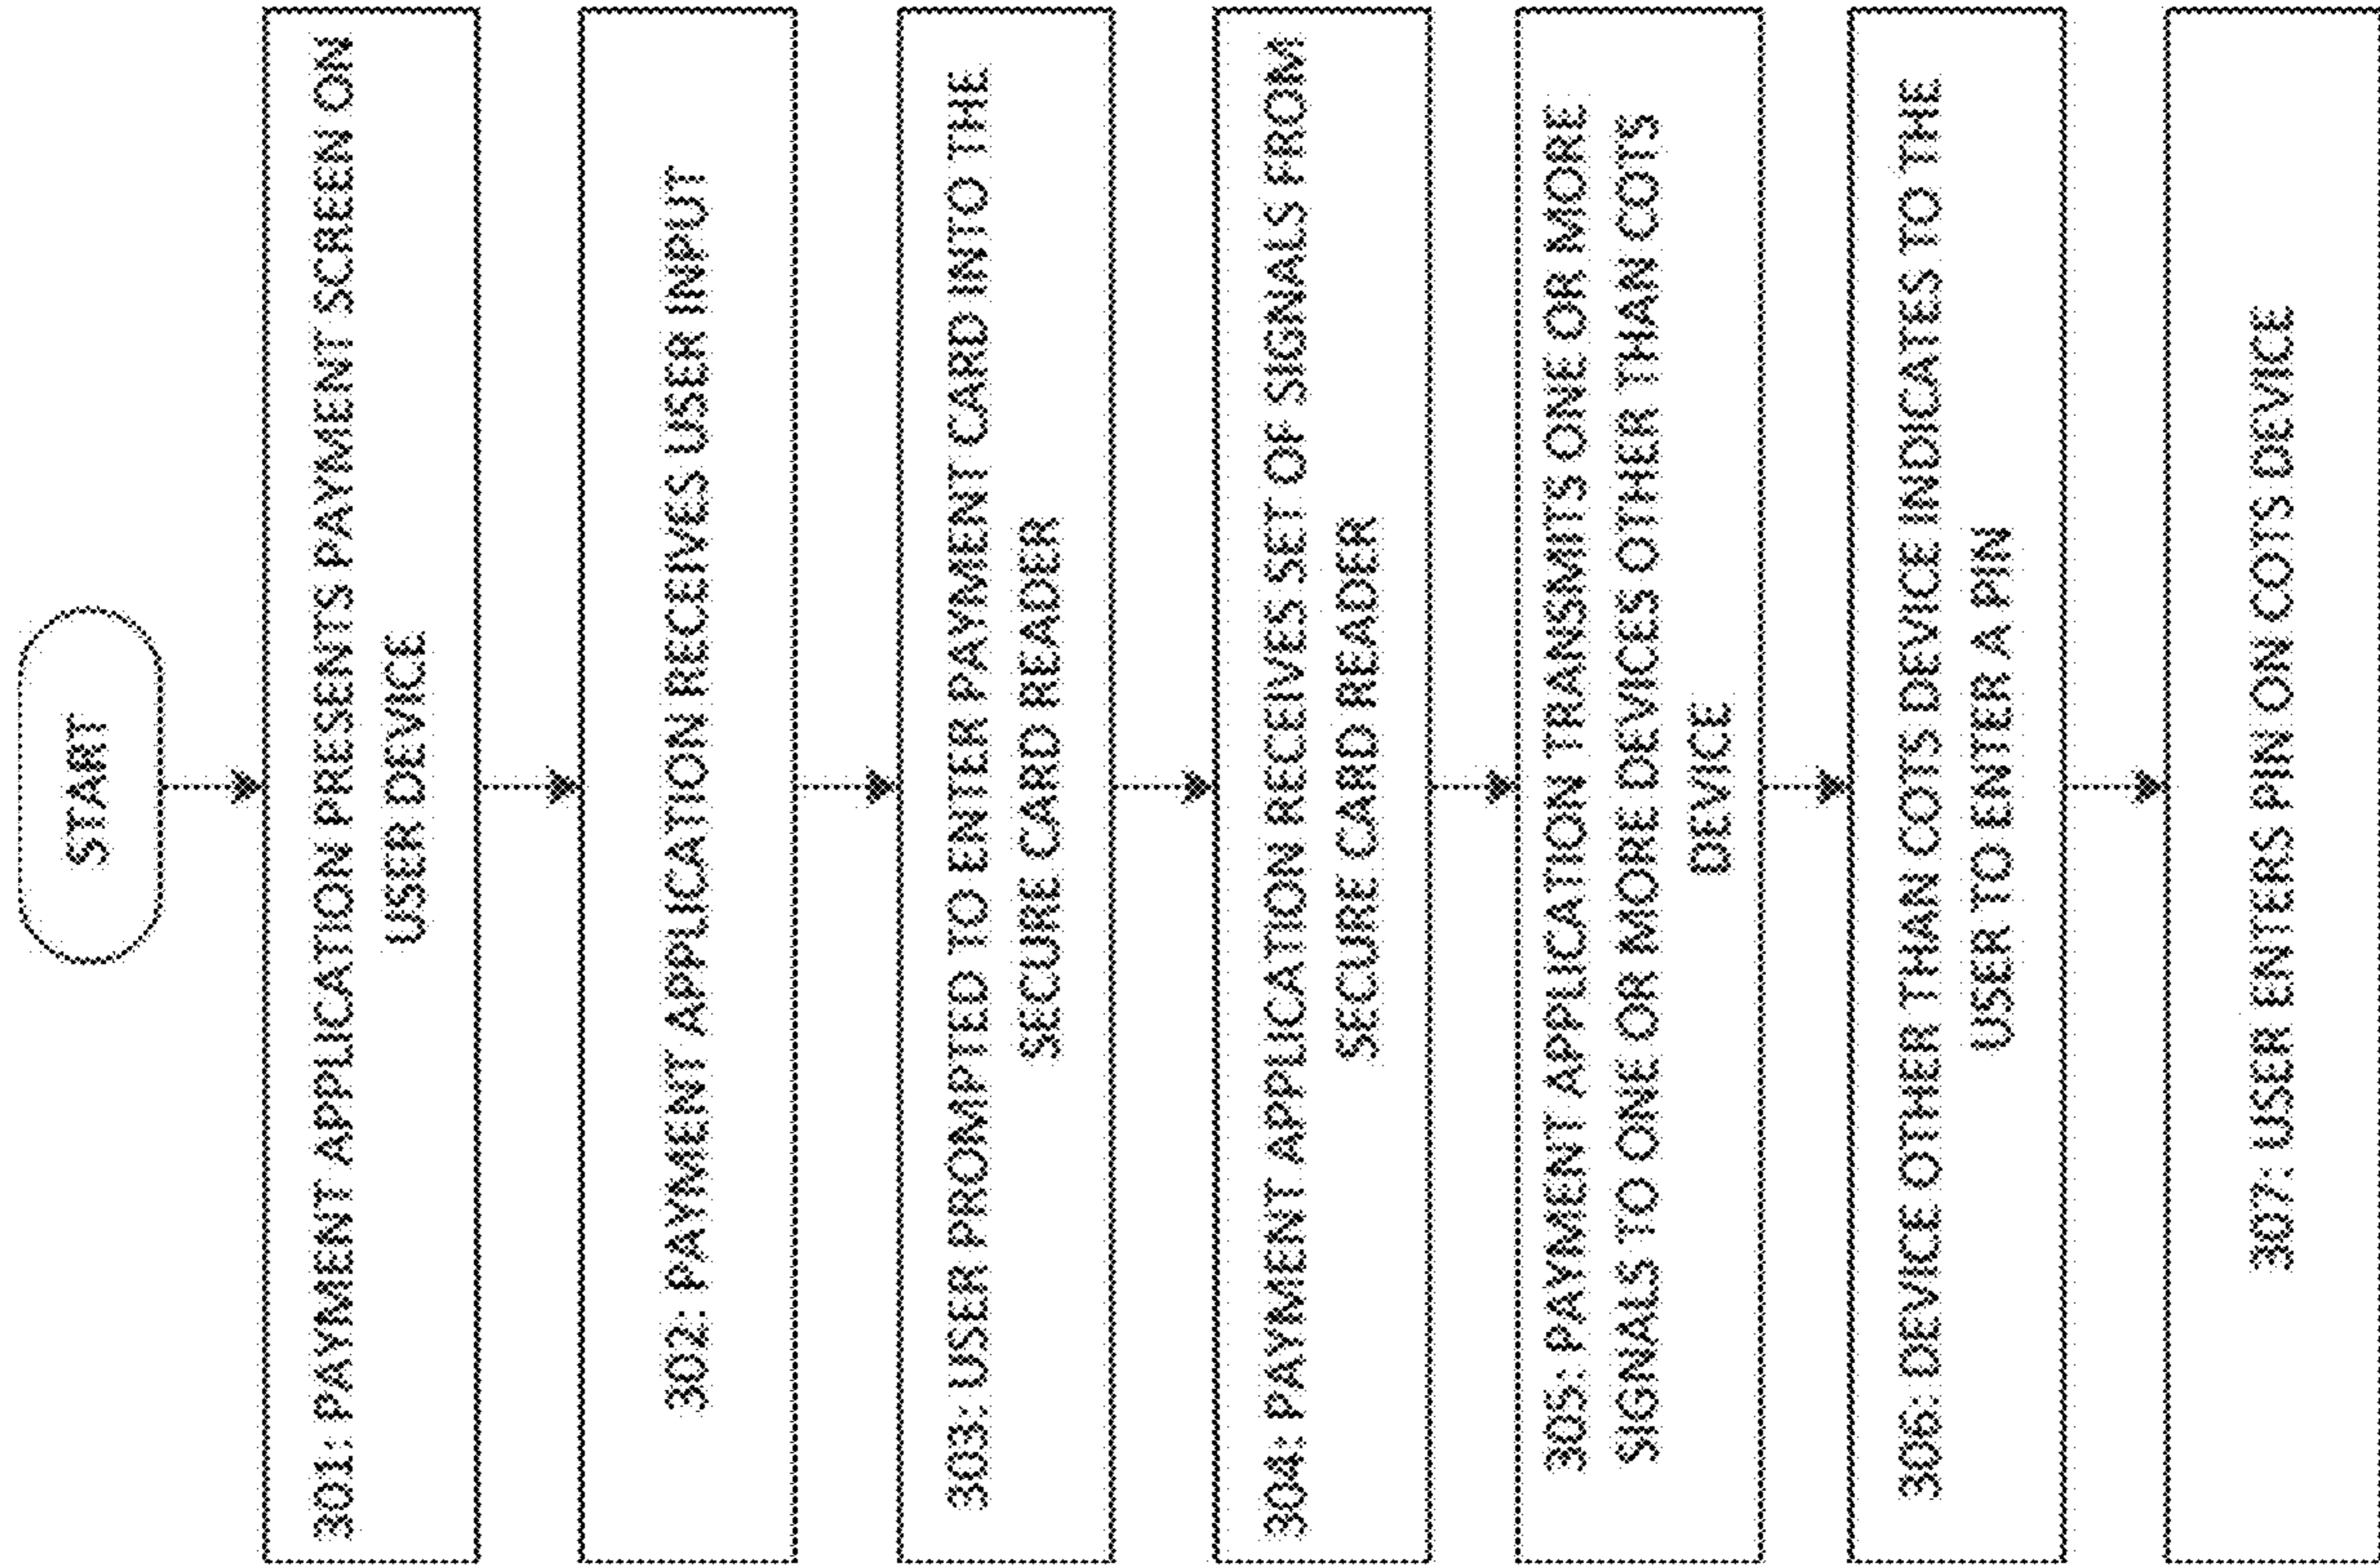 START
301: PAYMENT APPLICATION PRESENTS PAYMENT SCREEN ON
USER DEVICE
302: PAYMENT APPLICATION RECEIVES USER INPUT
303: USER PROMPTED TO ENTER PAYMENT CARD INTO THE
SECURE CARD READER
304: PAYMENT APPLICATION RECEIVES SET OF SIGNALS FROM
SECURE CARD READER
305: PAYMENT APPLICATION TRANSMITS ONE OR MORE
SIGNALS TO ONE OR MORE DEVICES OTHER THAN COTS
DEVICE
306: DEVICE OTHER THAN COTS DEVICE INDICATES TO THE
USER TO ENTER A PIN
307: USER ENTERS PIN ON COTS DEVICE